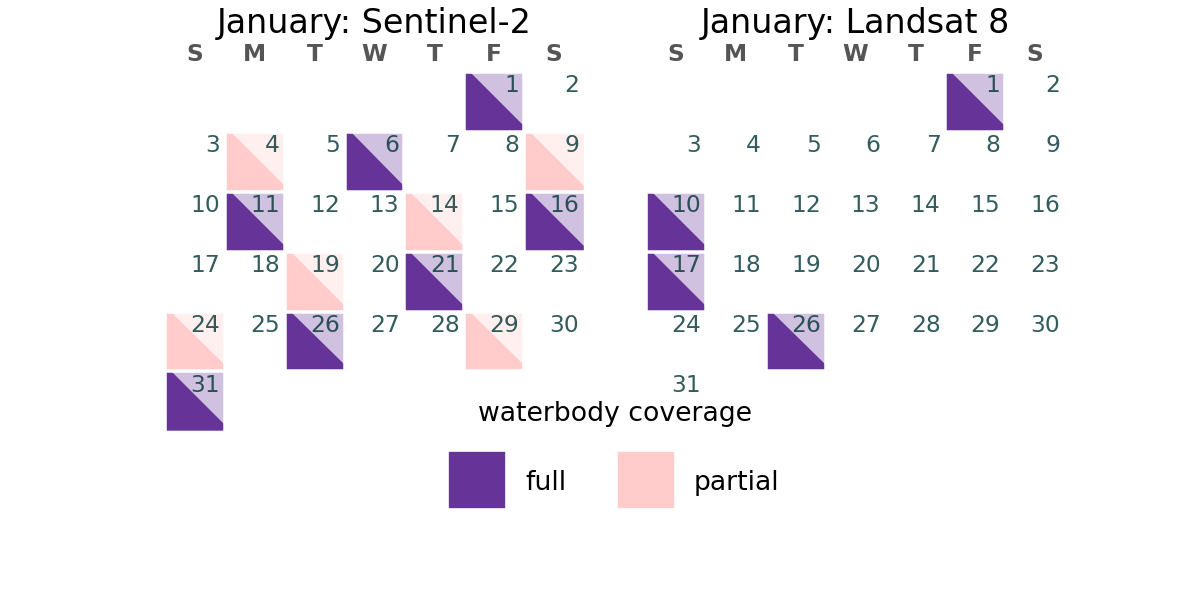 January: Sentinel-2
S M T W T F S
1 2
3 4 5 6 7 8 9
10 11 12 13 14 15 16
17 18 19 20 21 22 23
24 25 26 27 28 29 30
31
January: Landsat 8
S M T W T F S
1 2
3 4 5 6 7 8 9
10 11 12 13 14 15 16
17 18 19 20 21 22 23
24 25 26 27 28 29 30
31
waterbody coverage
full partial